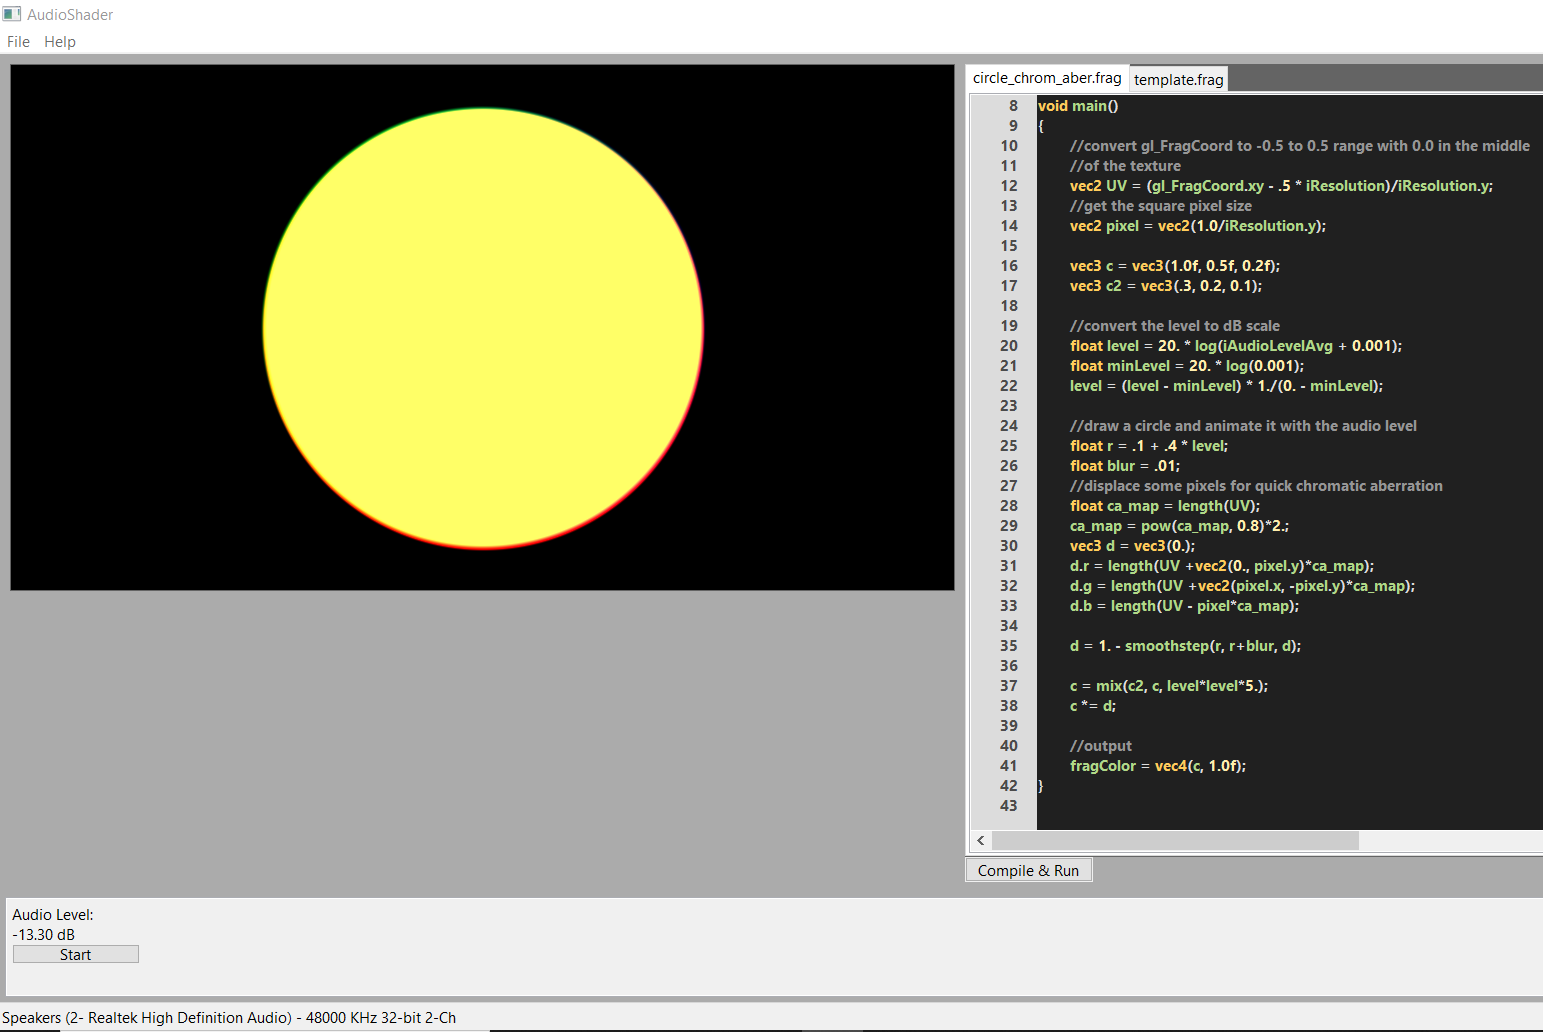 AudioShader
File Help
circle_chrom_aber.frag template.frag
8 void main()
9 {
10 //convert gl_FragCoord to -0.5 to 0.5 range with 0.0 in the middle
11 //of the texture
12 vec2 UV = (gl_FragCoord.xy - .5 * iResolution)/iResolution.y;
13 //get the square pixel size
14 vec2 pixel = vec2(1.0/iResolution.y);
15
16 vec3 c = vec3(1.0f, 0.5f, 0.2f);
17 vec3 c2 = vec3(.3, 0.2, 0.1);
18
19 //convert the level to dB scale
20 float level = 20. * log(iAudioLevelAvg + 0.001);
21 float minLevel = 20. * log(0.001);
22 level = (level - minLevel) * 1./(0. - minLevel);
23
24 //draw a circle and animate it with the audio level
25 float r = .1 + .4 * level;
26 float blur = .01;
27 //displace some pixels for quick chromatic aberration
28 float ca_map = length(UV);
29 ca_map = pow(ca_map, 0.8)*2.;
30 vec3 d = vec3(0.);
31 d.r = length(UV +vec2(0., pixel.y)*ca_map);
32 d.g = length(UV +vec2(pixel.x, -pixel.y)*ca_map);
33 d.b = length(UV - pixel*ca_map);
34
35 d = 1. - smoothstep(r, r+blur, d);
36
37 c = mix(c2, c, level*level*5.);
38 c *= d;
39
40 //output
41 fragColor = vec4(c, 1.0f);
42 }
43
Compile & Run
Audio Level:
-13.30 dB
Start
Speakers (2- Realtek High Definition Audio) - 48000 KHz 32-bit 2-Ch